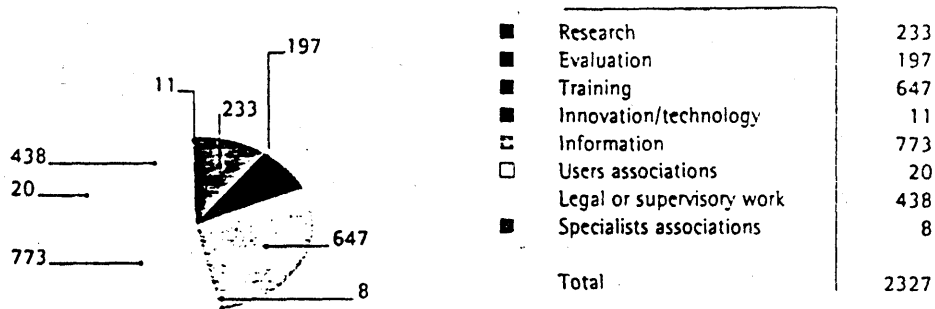 197
11
233
438
20
647
773
8
Research 233
Evaluation 197
Training 647
Innovation/technology 11
Information 773
Users associations 20
Legal or supervisory work 438
Specialists associations 8
Total 2327